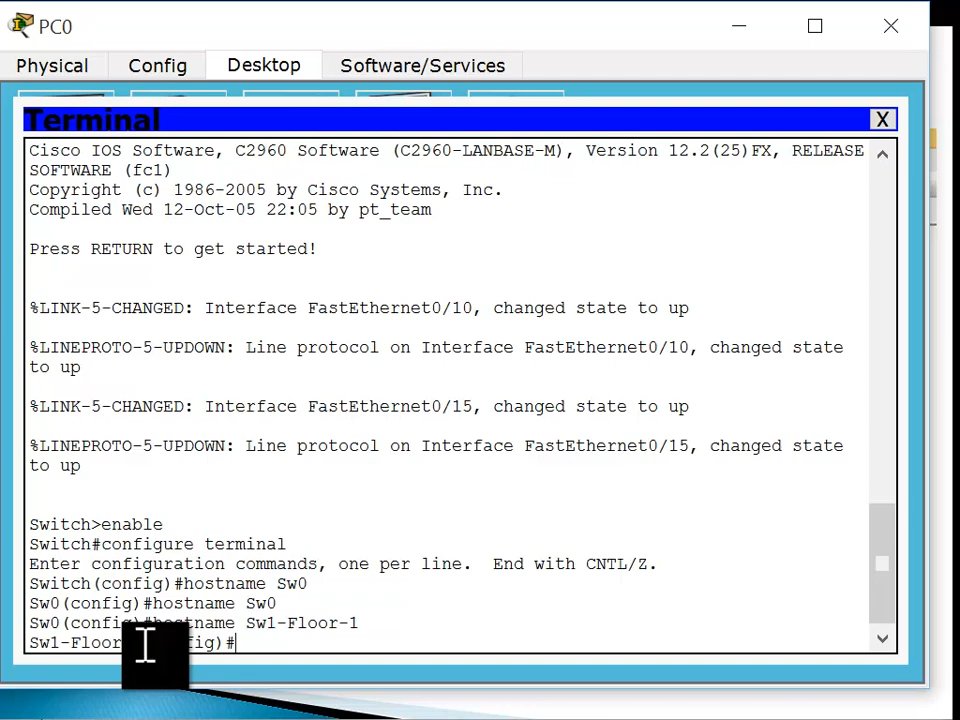 PC0
Physical Config Desktop Software/Services
Terminal X
Cisco IOS Software, C2960 Software (C2960-LANBASE-M), Version 12.2(25)FX, RELEASE
SOFTWARE (fc1)
Copyright (c) 1986-2005 by Cisco Systems, Inc.
Compiled Wed 12-Oct-05 22:05 by pt_team
Press RETURN to get started!
%LINK-5-CHANGED: Interface FastEthernet0/10, changed state to up
%LINEPROTO-5-UPDOWN: Line protocol on Interface FastEthernet0/10, changed state
to up
%LINK-5-CHANGED: Interface FastEthernet0/15, changed state to up
%LINEPROTO-5-UPDOWN: Line protocol on Interface FastEthernet0/15, changed state
to up
Switch>enable
Switch#configure terminal
Enter configuration commands, one per line.  End with CNTL/Z.
Switch(config)#hostname Sw0
Sw0(config)#hostname Sw0
Sw0(config)#hostname Sw1-Floor-1
Sw1-Floor fig)#